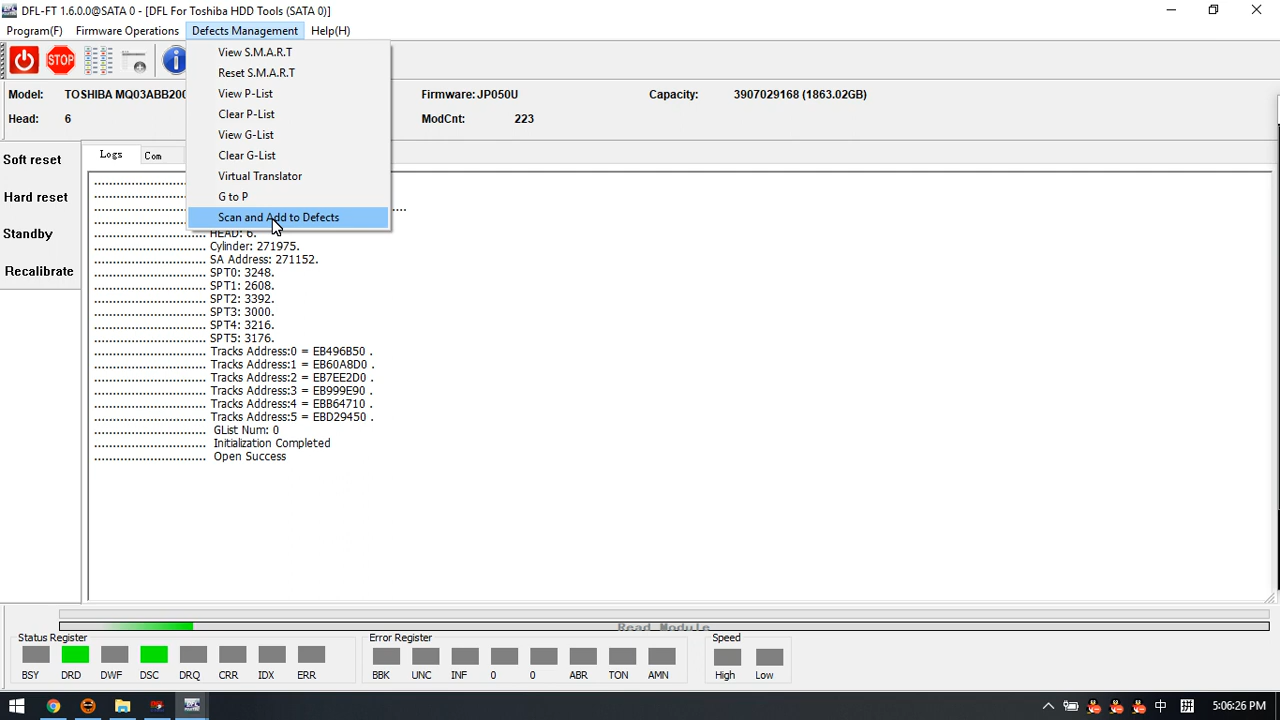 DFL-FT 1.6.0.0@SATA 0 - [DFL For Toshiba HDD Tools (SATA 0)]
Program(F) Firmware Operations Defects Management Help(H)
STOP
View S.M.A.R.T
Reset S.M.A.R.T
View P-List
Clear P-List
View G-List
Clear G-List
Virtual Translator
G to P
Scan and Add to Defects
Model: TOSHIBA MQ03ABB200 Firmware: JP050U Capacity: 3907029168 (1863.02GB)
Head: 6 ModCnt: 223
Soft reset
Hard reset
Standby
Recalibrate
Logs Com
HEAD: 6.
Cylinder: 271975.
SA Address: 271152.
SPT0: 3248.
SPT1: 2608.
SPT2: 3392.
SPT3: 3000.
SPT4: 3216.
SPT5: 3176.
Tracks Address:0 = EB496B50 .
Tracks Address:1 = EB60A8D0 .
Tracks Address:2 = EB7EE2D0 .
Tracks Address:3 = EB999E90 .
Tracks Address:4 = EBB64710 .
Tracks Address:5 = EBD29450 .
GList Num: 0
Initialization Completed
Open Success
Read Module
Status Register Error Register Speed
BSY DRD DWF DSC DRQ CRR IDX ERR BBK UNC INF 0 0 ABR TON AMN High Low
中 拼 5:06:26 PM